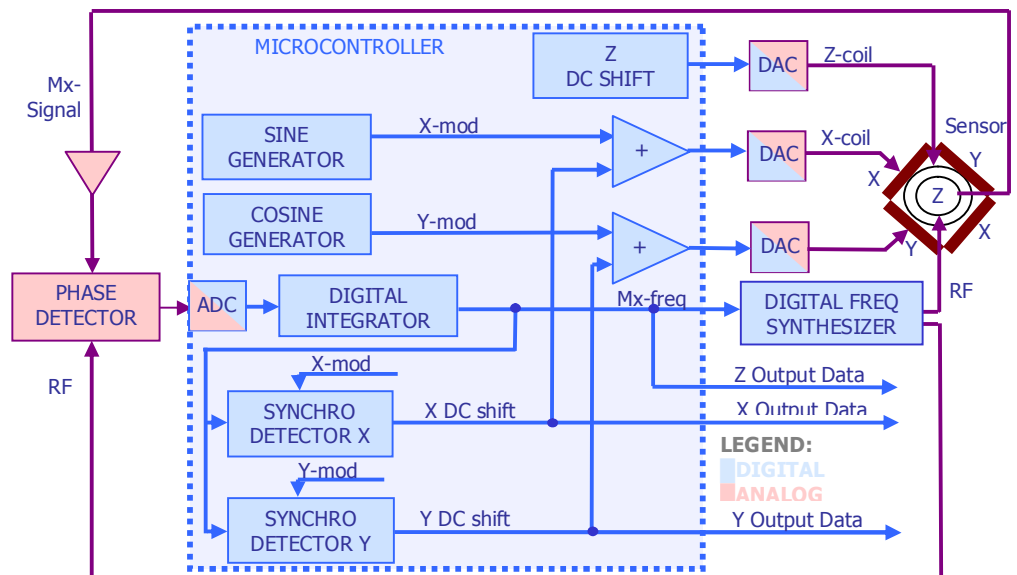 MICROCONTROLLER
Z
DC SHIFT
DAC
Z-coil
Mx-
Signal
SINE
GENERATOR
X-mod
+
DAC
X-coil
Sensor
Y
X
Z
COSINE
GENERATOR
Y-mod
+
DAC
Y
X
PHASE
DETECTOR
ADC
DIGITAL
INTEGRATOR
Mx-freq
DIGITAL FREQ
SYNTHESIZER
RF
RF
X-mod
SYNCHRO
DETECTOR X
X DC shift
Z Output Data
X Output Data
LEGEND:
DIGITAL
ANALOG
Y-mod
SYNCHRO
DETECTOR Y
Y DC shift
Y Output Data